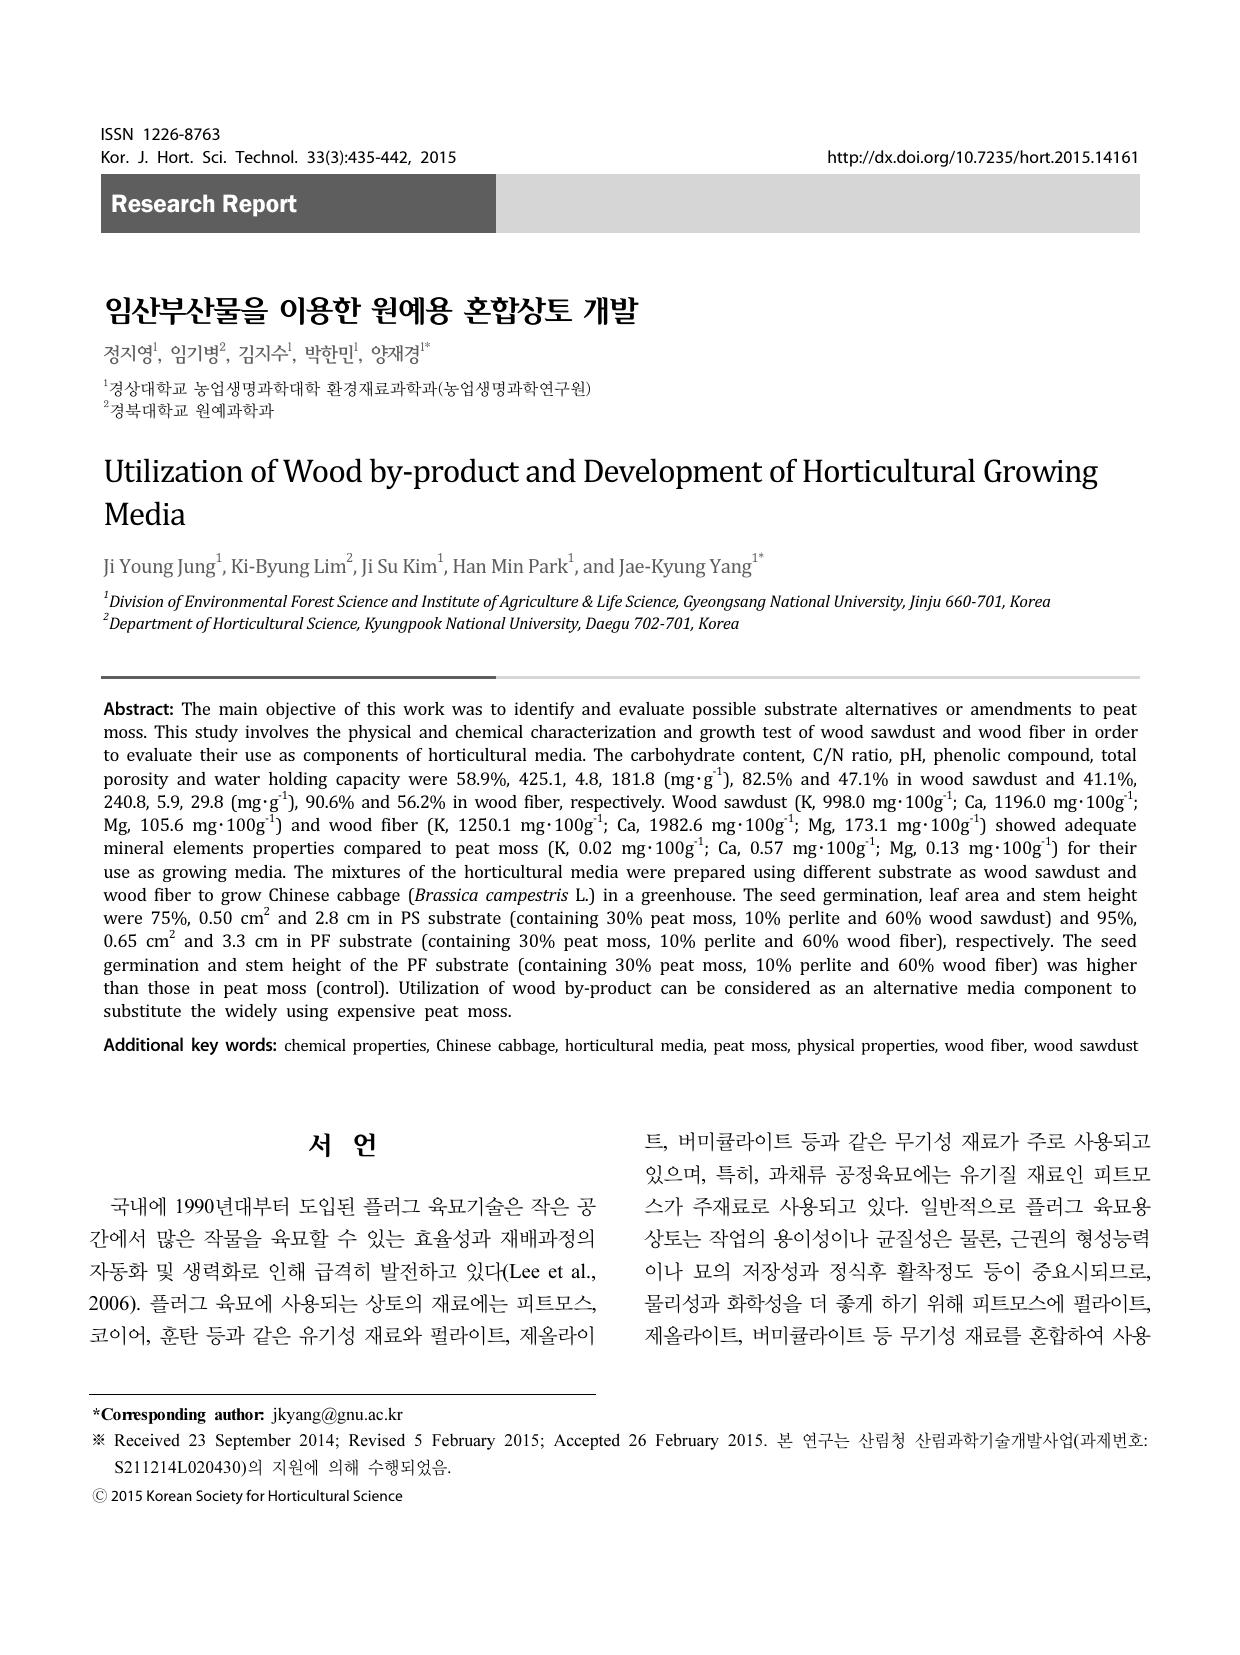 ISSN 1226-8763
Kor. J. Hort. Sci. Technol. 33(3):435-442, 2015
http://dx.doi.org/10.7235/hort.2015.14161
Research Report
임산부산물을 이용한 원예용 혼합상토 개발
정지영1, 임기병2, 김지수1, 박한민1, 양재경1*
1경상대학교 농업생명과학대학 환경재료과학과(농업생명과학연구원)
2경북대학교 원예과학과
Utilization of Wood by-product and Development of Horticultural Growing
Media
Ji Young Jung1, Ki-Byung Lim2, Ji Su Kim1, Han Min Park1, and Jae-Kyung Yang1*
1Division of Environmental Forest Science and Institute of Agriculture & Life Science, Gyeongsang National University, Jinju 660-701, Korea
2Department of Horticultural Science, Kyungpook National University, Daegu 702-701, Korea
Abstract: The main objective of this work was to identify and evaluate possible substrate alternatives or amendments to peat
moss. This study involves the physical and chemical characterization and growth test of wood sawdust and wood fiber in order
to evaluate their use as components of horticultural media. The carbohydrate content, C/N ratio, pH, phenolic compound, total
porosity and water holding capacity were 58.9%, 425.1, 4.8, 181.8 (mg·g-1), 82.5% and 47.1% in wood sawdust and 41.1%,
240.8, 5.9, 29.8 (mg·g-1), 90.6% and 56.2% in wood fiber, respectively. Wood sawdust (K, 998.0 mg·100g-1; Ca, 1196.0 mg·100g-1;
Mg, 105.6 mg·100g-1) and wood fiber (K, 1250.1 mg·100g-1; Ca, 1982.6 mg·100g-1; Mg, 173.1 mg·100g-1) showed adequate
mineral elements properties compared to peat moss (K, 0.02 mg·100g-1; Ca, 0.57 mg·100g-1; Mg, 0.13 mg·100g-1) for their
use as growing media. The mixtures of the horticultural media were prepared using different substrate as wood sawdust and
wood fiber to grow Chinese cabbage (Brassica campestris L.) in a greenhouse. The seed germination, leaf area and stem height
were 75%, 0.50 cm2 and 2.8 cm in PS substrate (containing 30% peat moss, 10% perlite and 60% wood sawdust) and 95%,
0.65 cm2 and 3.3 cm in PF substrate (containing 30% peat moss, 10% perlite and 60% wood fiber), respectively. The seed
germination and stem height of the PF substrate (containing 30% peat moss, 10% perlite and 60% wood fiber) was higher
than those in peat moss (control). Utilization of wood by-product can be considered as an alternative media component to
substitute the widely using expensive peat moss.
Additional key words: chemical properties, Chinese cabbage, horticultural media, peat moss, physical properties, wood fiber, wood sawdust
서 언
국내에 1990년대부터 도입된 플러그 육묘기술은 작은 공
간에서 많은 작물을 육묘할 수 있는 효율성과 재배과정의
자동화 및 생력화로 인해 급격히 발전하고 있다(Lee et al.,
2006). 플러그 육묘에 사용되는 상토의 재료에는 피트모스,
코이어, 훈탄 등과 같은 유기성 재료와 펄라이트, 제올라이
트, 버미큘라이트 등과 같은 무기성 재료가 주로 사용되고
있으며, 특히, 과채류 공정육묘에는 유기질 재료인 피트모
스가 주재료로 사용되고 있다. 일반적으로 플러그 육묘용
상토는 작업의 용이성이나 균질성은 물론, 근권의 형성능력
이나 묘의 저장성과 정식후 활착정도 등이 중요시되므로,
물리성과 화학성을 더 좋게 하기 위해 피트모스에 펄라이트,
제올라이트, 버미큘라이트 등 무기성 재료를 혼합하여 사용
*Corresponding author: jkyang@gnu.ac.kr
※ Received 23 September 2014; Revised 5 February 2015; Accepted 26 February 2015. 본 연구는 산림청 산림과학기술개발사업(과제번호:
S211214L020430)의 지원에 의해 수행되었음.
ⓒ 2015 Korean Society for Horticultural Science